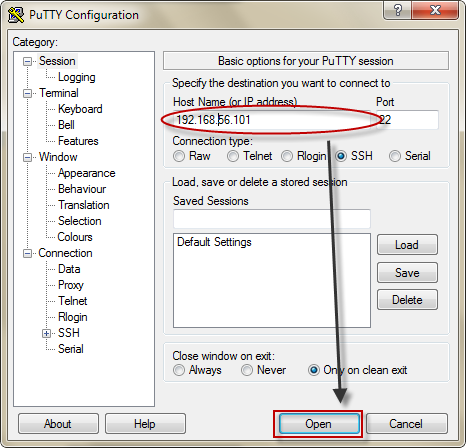 PuTTY Configuration
Category:
Session
Logging
Terminal
Keyboard
Bell
Features
Window
Appearance
Behaviour
Translation
Selection
Colours
Connection
Data
Proxy
Telnet
Rlogin
SSH
Serial
Basic options for your PuTTY session
Specify the destination you want to connect to
Host Name (or IP address) Port
192.168.56.101 22
Connection type:
Raw Telnet Rlogin SSH Serial
Load, save or delete a stored session
Saved Sessions
Default Settings
Load
Save
Delete
Close window on exit:
Always Never Only on clean exit
About Help Open Cancel